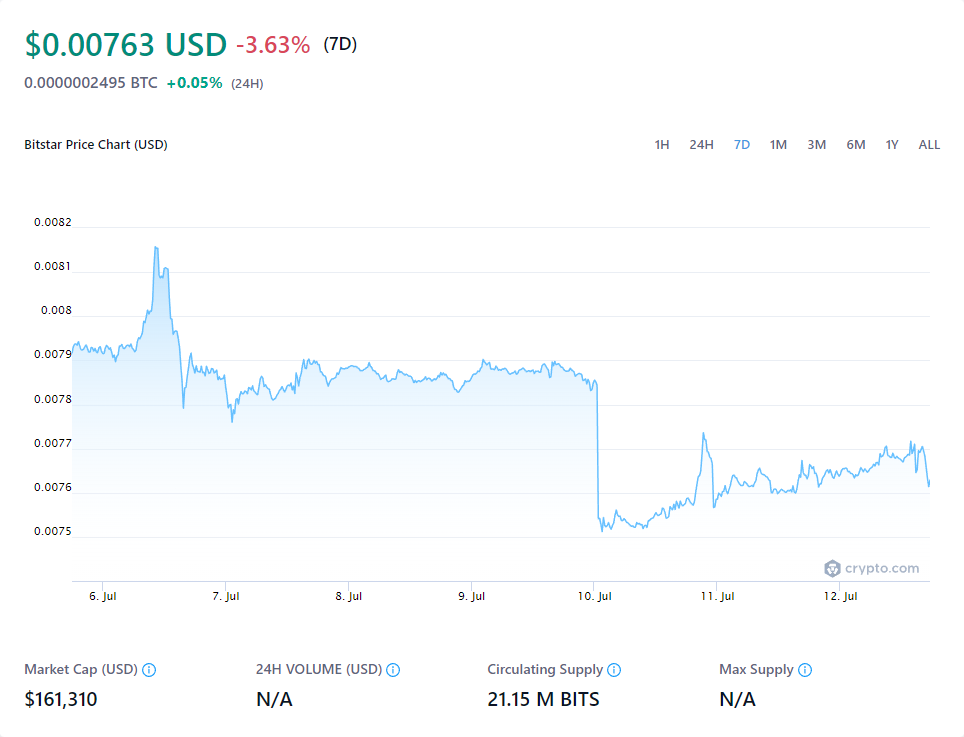 $0.00763 USD -3.63% (7D)
0.0000002495 BTC +0.05% (24H)
Bitstar Price Chart (USD)
1H 24H 7D 1M 3M 6M 1Y ALL
0.0082
0.0081
0.008
0.0079
0.0078
0.0077
0.0076
0.0075
crypto.com
6. Jul 7. Jul 8. Jul 9. Jul 10. Jul 11. Jul 12. Jul
Market Cap (USD) 24H VOLUME (USD) Circulating Supply Max Supply
$161,310 N/A 21.15 M BITS N/A